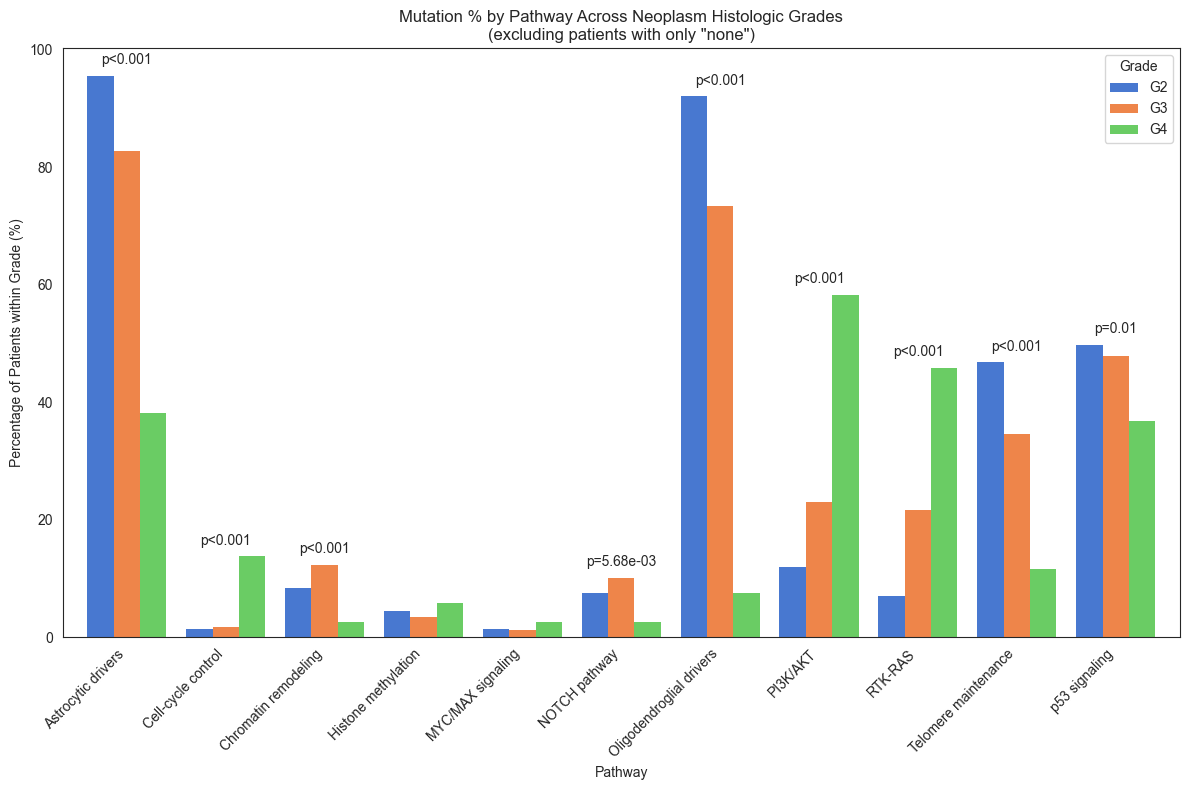 Mutation % by Pathway Across Neoplasm Histologic Grades
(excluding patients with only "none")
Percentage of Patients within Grade (%)
100
80
60
40
20
0
Grade
G2
G3
G4
p<0.001
p<0.001
p<0.001
p=5.68e-03
p<0.001
p<0.001
p<0.001
p<0.001
p=0.01
Astrocytic drivers
Cell-cycle control
Chromatin remodeling
Histone methylation
MYC/MAX signaling
NOTCH pathway
Oligodendroglial drivers
PI3K/AKT
RTK-RAS
Telomere maintenance
p53 signaling
Pathway